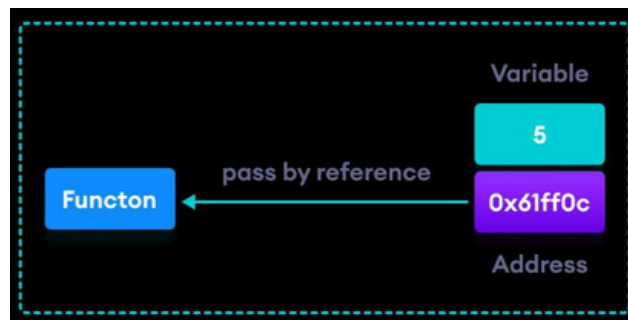 Variable
5
pass by reference
Functon
0x61ff0c
Address